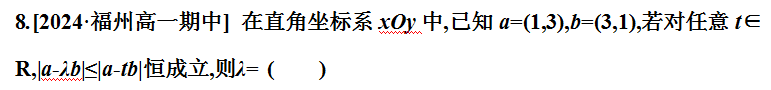 8.[2024·福州高一期中] 在直角坐标系 xOy 中,已知 a=(1,3),b=(3,1),若对任意 t∈
R,|a-λb|≤|a-tb|恒成立,则λ= (  )